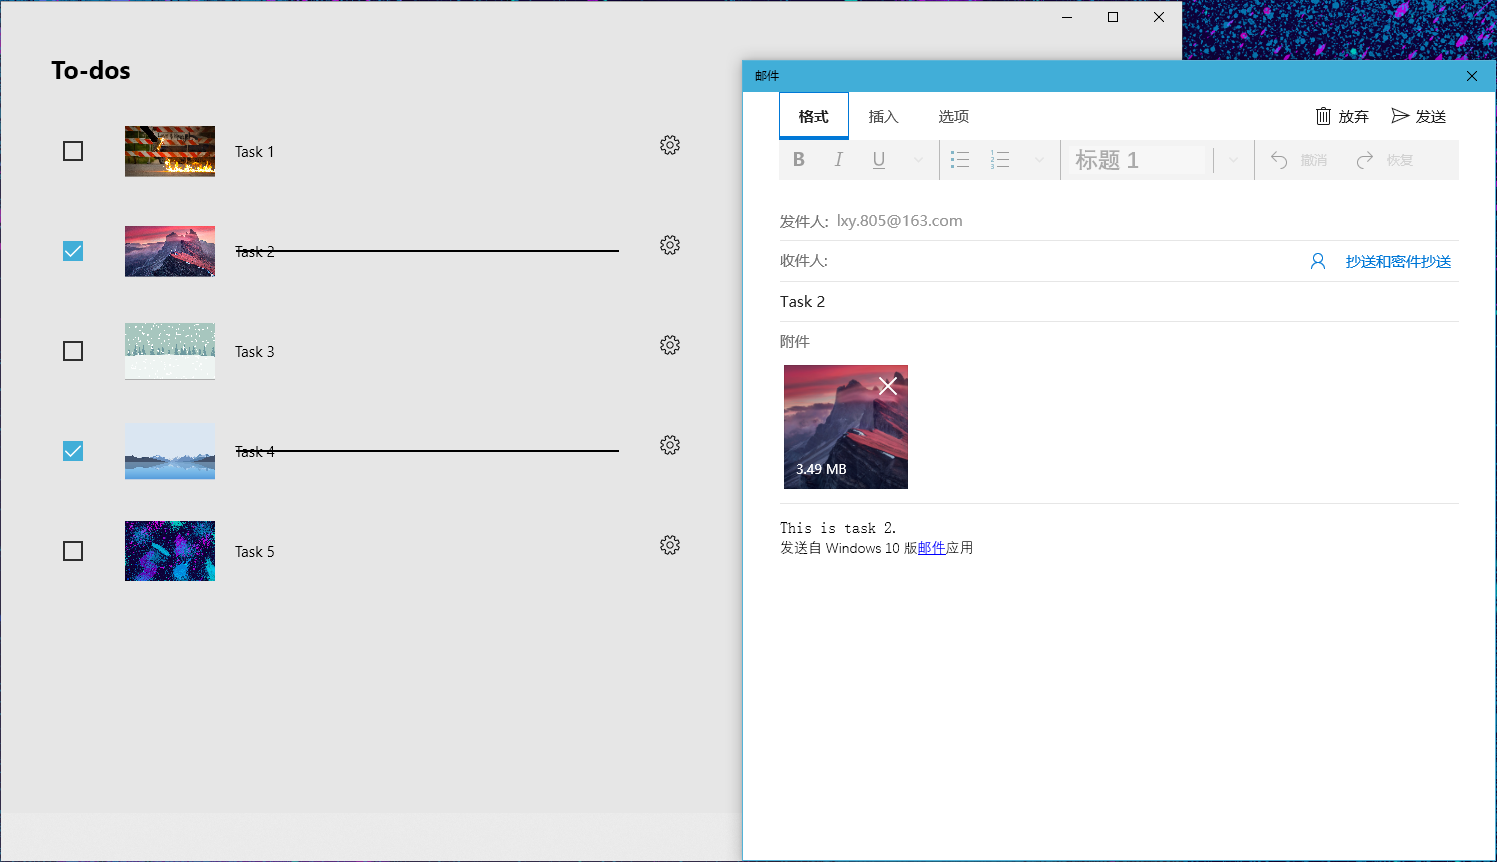 To-dos
Task 1
Task 2
Task 3
Task 4
Task 5
邮件
格式 插入 选项 放弃 发送
B I U 标题 1 撤消 恢复
发件人: lxy.805@163.com
收件人: 抄送和密件抄送
Task 2
附件
3.49 MB
This is task 2.
发送自 Windows 10 版邮件应用